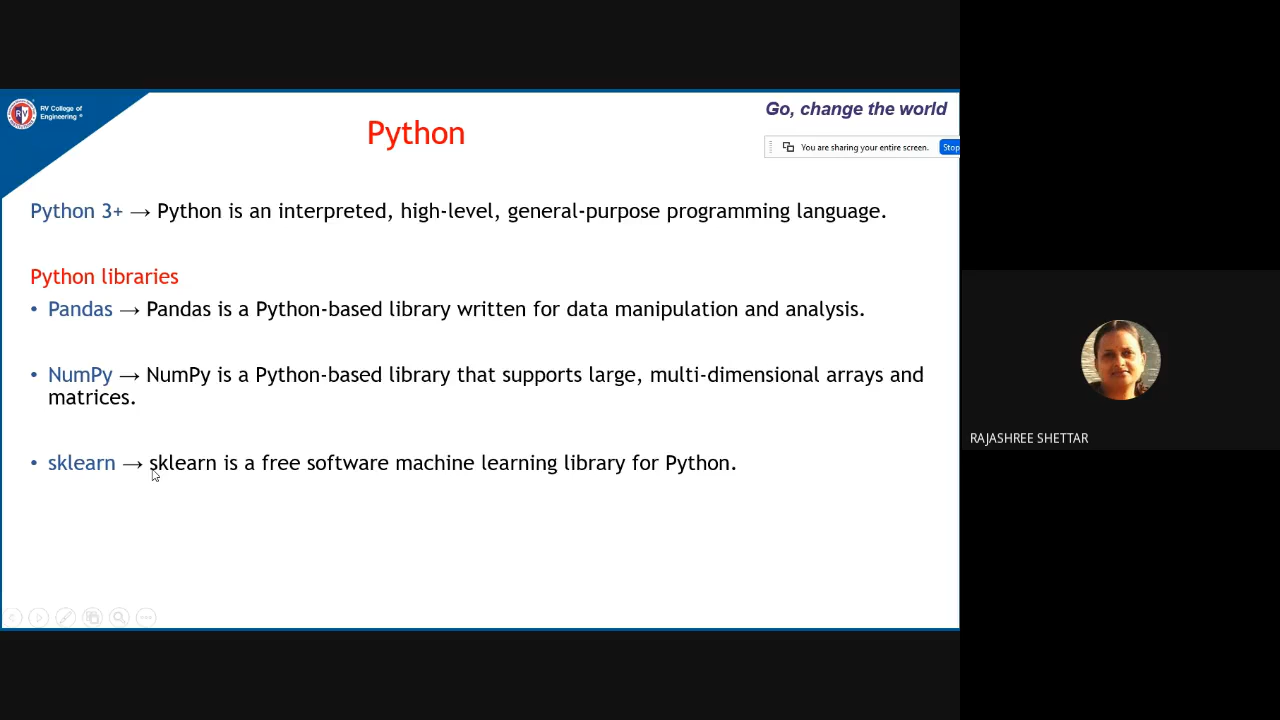 RV College of
Engineering ®
Go, change the world
Python
You are sharing your entire screen.
Stop
Python 3+ → Python is an interpreted, high-level, general-purpose programming language.
Python libraries
• Pandas → Pandas is a Python-based library written for data manipulation and analysis.
• NumPy → NumPy is a Python-based library that supports large, multi-dimensional arrays and
matrices.
• sklearn → sklearn is a free software machine learning library for Python.
RAJASHREE SHETTAR